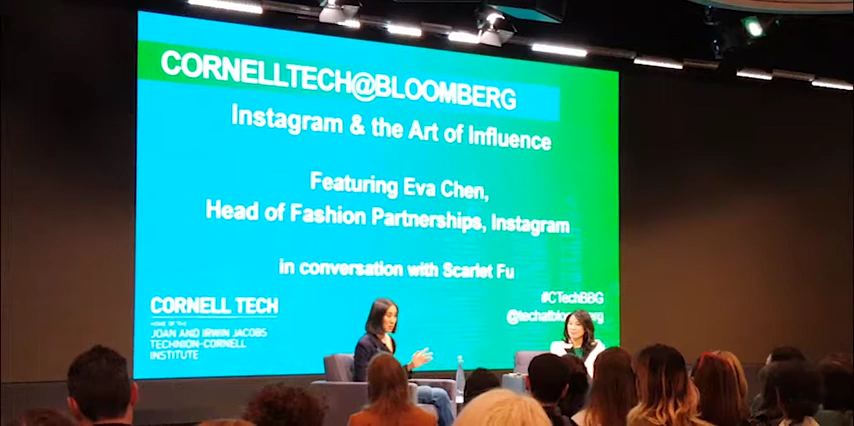 CORNELLTECH@BLOOMBERG
Instagram & the Art of Influence
Featuring Eva Chen,
Head of Fashion Partnerships, Instagram
in conversation with Scarlet Fu
#CTechBBG
CORNELL TECH
HOME OF THE
JOAN AND IRWIN JACOBS
TECHNION-CORNELL
INSTITUTE